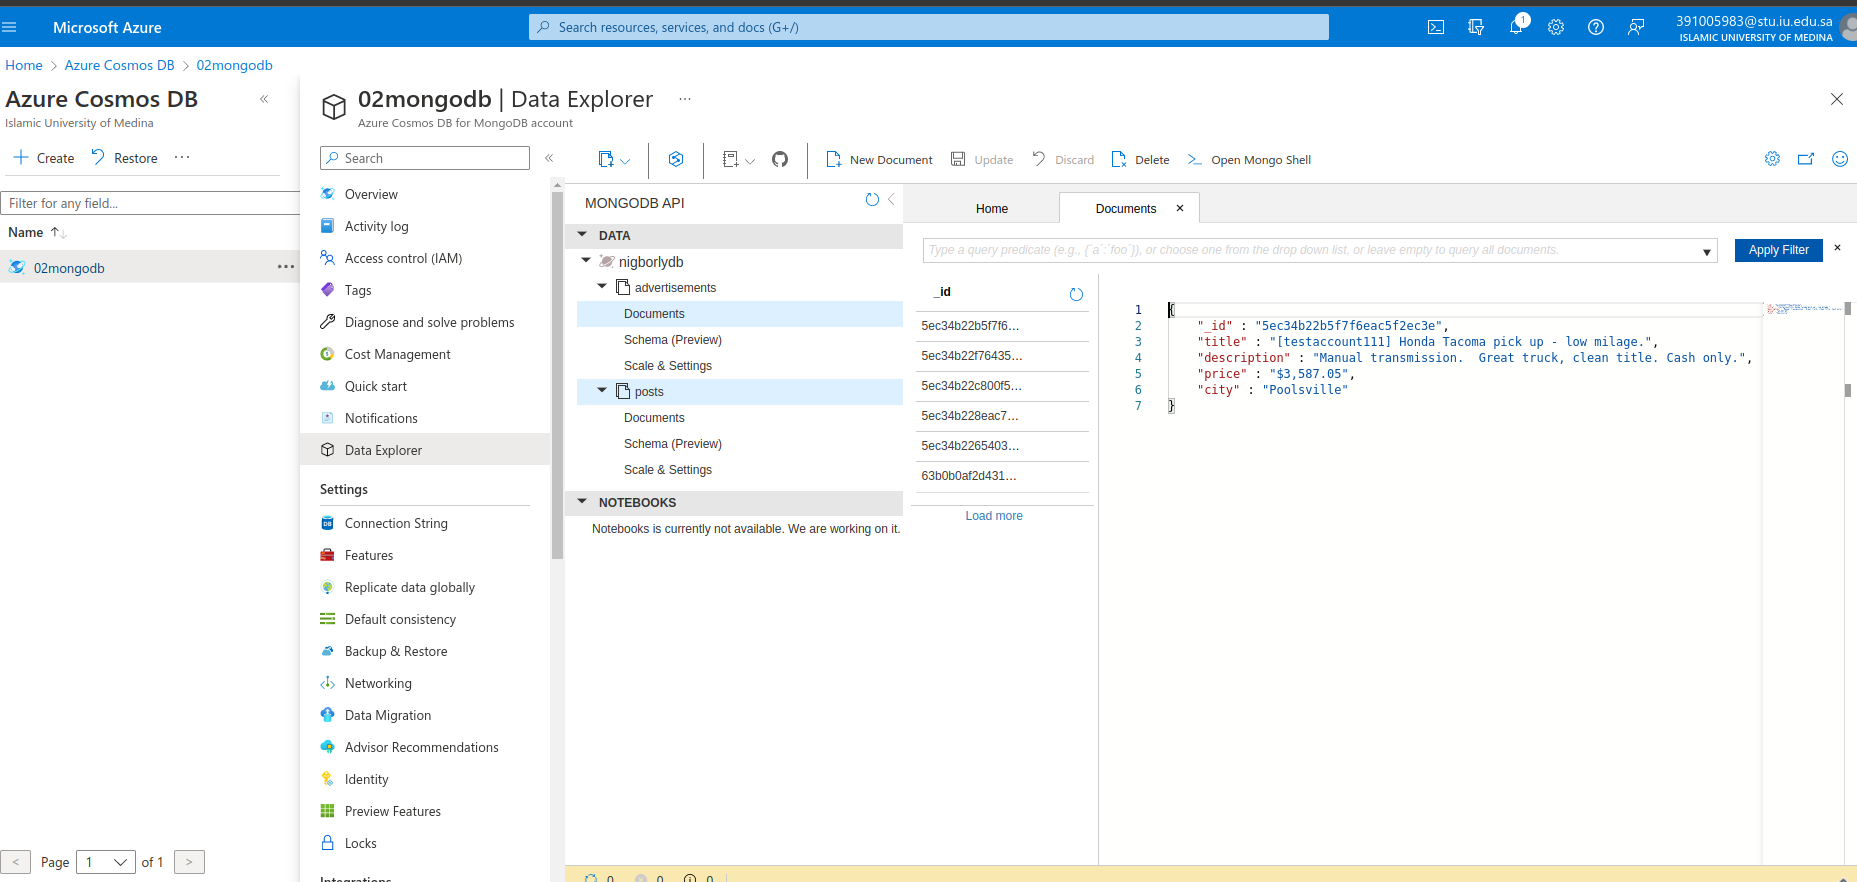 Microsoft Azure
Search resources, services, and docs (G+/)
1
391005983@stu.iu.edu.sa
ISLAMIC UNIVERSITY OF MEDINA
Home > Azure Cosmos DB > 02mongodb
Azure Cosmos DB
Islamic University of Medina
Create Restore ...
Filter for any field...
Name
02mongodb
< Page 1 of 1 >
02mongodb | Data Explorer ...
Azure Cosmos DB for MongoDB account
Search
Overview
Activity log
Access control (IAM)
Tags
Diagnose and solve problems
Cost Management
Quick start
Notifications
Data Explorer
Settings
Connection String
Features
Replicate data globally
Default consistency
Backup & Restore
Networking
Data Migration
Advisor Recommendations
Identity
Preview Features
Locks
Integrations
New Document Update Discard Delete Open Mongo Shell
MONGODB API
DATA
nigborlydb
advertisements
Documents
Schema (Preview)
Scale & Settings
posts
Documents
Schema (Preview)
Scale & Settings
NOTEBOOKS
Notebooks is currently not available. We are working on it.
Home Documents
Type a query predicate (e.g., {´a´:´foo´}), or choose one from the drop down list, or leave empty to query all documents.
Apply Filter
_id
5ec34b22b5f7f6...
5ec34b22f76435...
5ec34b22c800f5...
5ec34b228eac7...
5ec34b2265403...
63b0b0af2d431...
Load more
1 {
2 "_id" : "5ec34b22b5f7f6eac5f2ec3e",
3 "title" : "[testaccount111] Honda Tacoma pick up - low milage.",
4 "description" : "Manual transmission.  Great truck, clean title. Cash only.",
5 "price" : "$3,587.05",
6 "city" : "Poolsville"
7 }
0 0 0